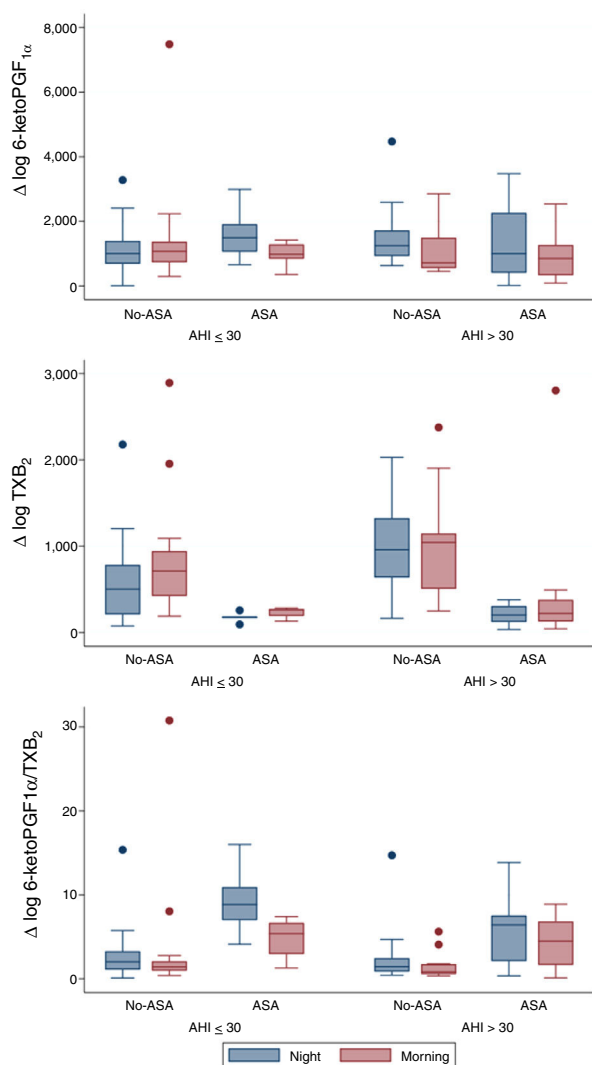 Δ log 6-ketoPGF₁α
8,000
6,000
4,000
2,000
0
No-ASA ASA No-ASA ASA
AHI ≤ 30 AHI > 30
Δ log TXB₂
3,000
2,000
1,000
0
No-ASA ASA No-ASA ASA
AHI ≤ 30 AHI > 30
Δ log 6-ketoPGF1α/TXB₂
30
20
10
0
No-ASA ASA No-ASA ASA
AHI ≤ 30 AHI > 30
Night Morning